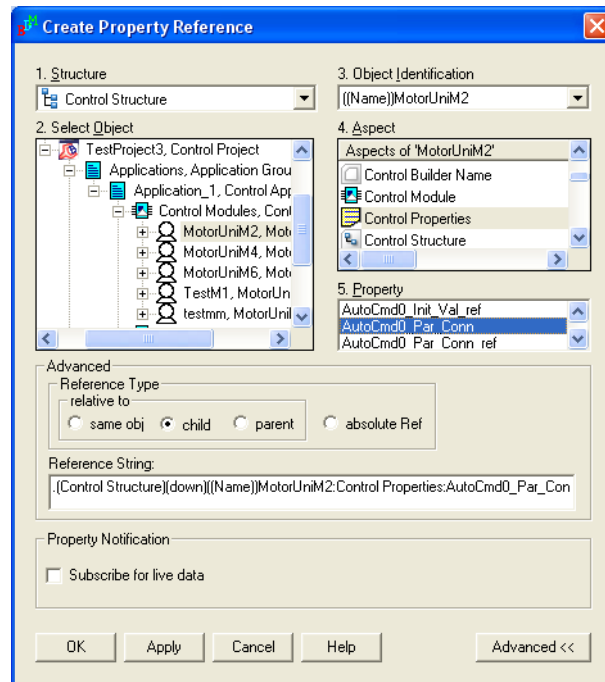 Create Property Reference
1. Structure
Control Structure
2. Select Object
TestProject3, Control Project
Applications, Application Grou
Application_1, Control App
Control Modules, Cont
MotorUniM2, Moto
MotorUniM4, Moto
MotorUniM6, Moto
TestM1, MotorUn
testmm, MotorUnil
3. Object Identification
((Name))MotorUniM2
4. Aspect
Aspects of 'MotorUniM2'
Control Builder Name
Control Module
Control Properties
Control Structure
5. Property
AutoCmd0_Init_Val_ref
AutoCmd0_Par_Conn
AutoCmd0_Par_Conn_ref
Advanced
Reference Type
relative to
same obj
child
parent
absolute Ref
Reference String:
.(Control Structure)(down)((Name))MotorUniM2:Control Properties:AutoCmd0_Par_Con
Property Notification
Subscribe for live data
OK
Apply
Cancel
Help
Advanced <<